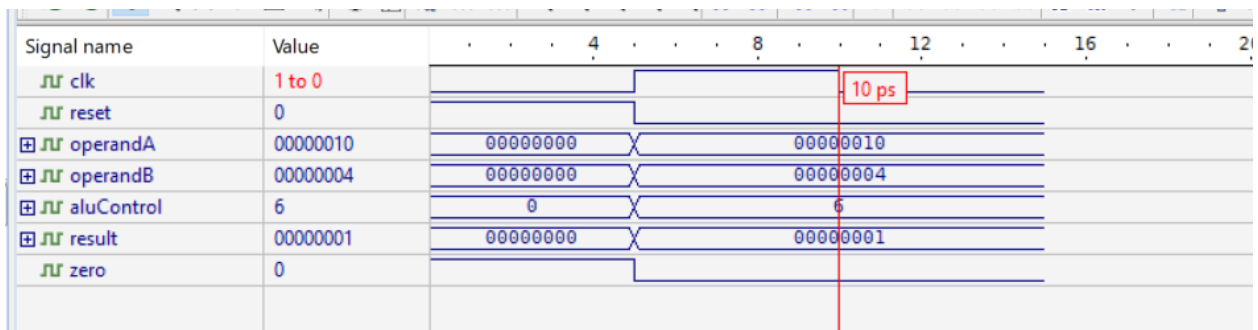 Signal name Value 4 8 12 16
clk 1 to 0 10 ps
reset 0
operandA 00000010 00000000 00000010
operandB 00000004 00000000 00000004
aluControl 6 0 6
result 00000001 00000000 00000001
zero 0